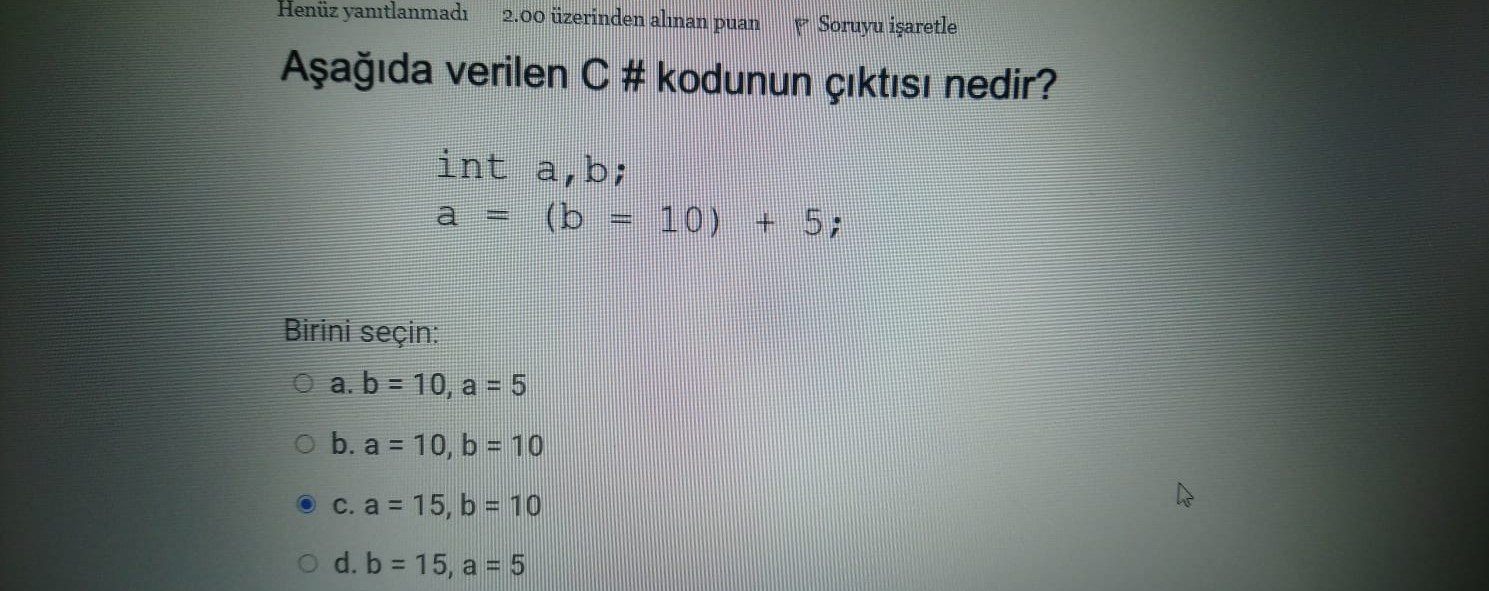 Henüz yanıtlanmadı 2.00 üzerinden alınan puan Soruyu işaretle
Aşağıda verilen C # kodunun çıktısı nedir?
int a,b;
a = (b = 10) + 5;
Birini seçin:
a. b = 10, a = 5
b. a = 10, b = 10
c. a = 15, b = 10
d. b = 15, a = 5